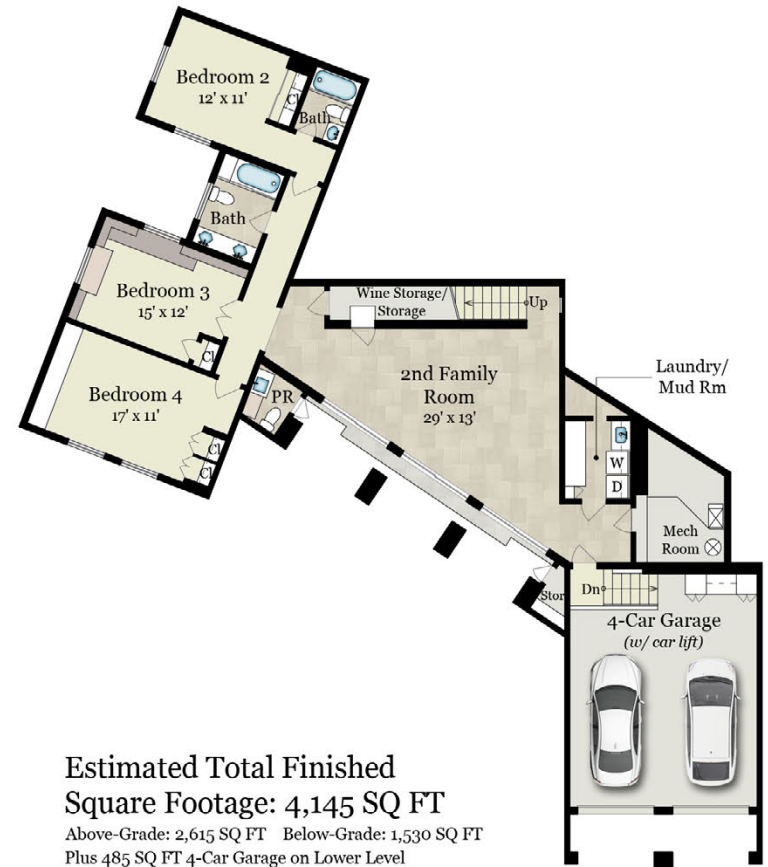 Bedroom 2
12' x 11'
Cl
Bath
Bath
Bedroom 3
15' x 12'
Cl
Wine Storage/
Storage
Up
2nd Family
Room
29' x 13'
Laundry/
Mud Rm
Bedroom 4
17' x 11'
PR
Cl
Cl
W
D
Mech
Room
Stor
Dn
4-Car Garage
(w/ car lift)
Estimated Total Finished
Square Footage: 4,145 SQ FT
Above-Grade: 2,615 SQ FT Below-Grade: 1,530 SQ FT
Plus 485 SQ FT 4-Car Garage on Lower Level